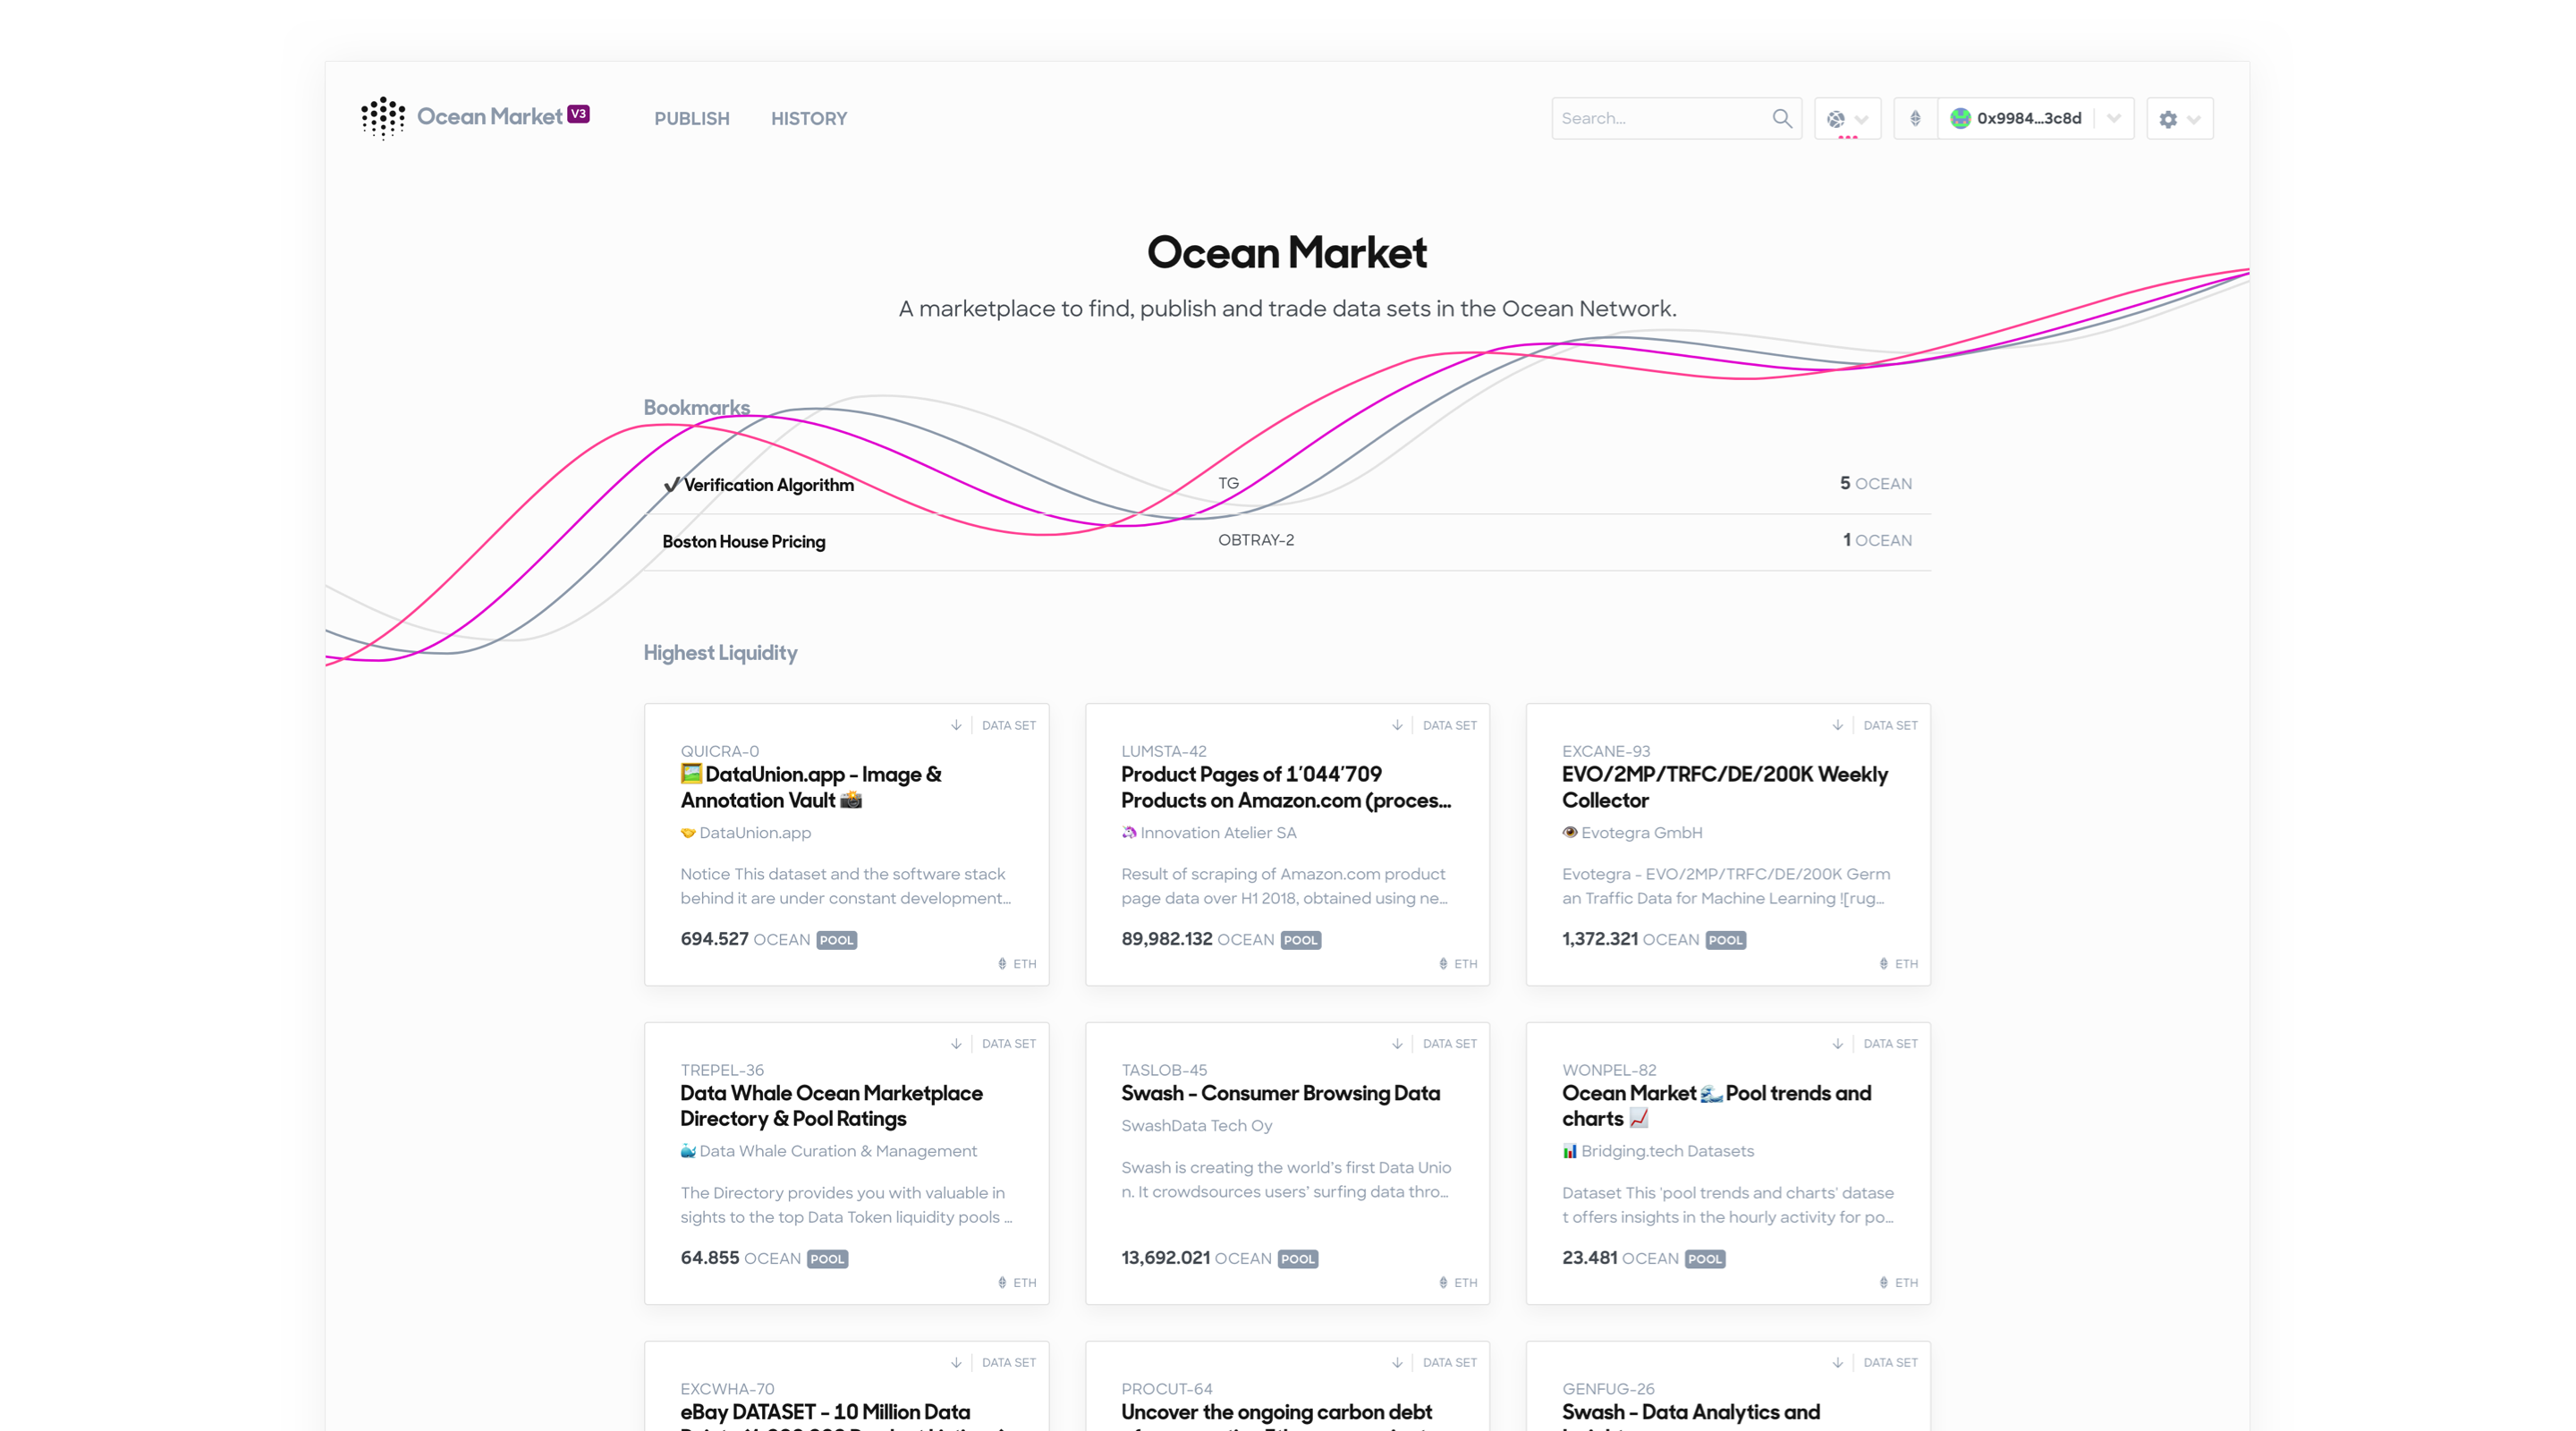 Ocean Market V3 PUBLISH HISTORY Search... 0x9984...3c8d
Ocean Market
A marketplace to find, publish and trade data sets in the Ocean Network.
Bookmarks
✔ Verification Algorithm TG 5 OCEAN
Boston House Pricing OBTRAY-2 1 OCEAN
Highest Liquidity
DATA SET
QUICRA-0
🖼️ DataUnion.app – Image &
Annotation Vault 📸
🤝 DataUnion.app
Notice This dataset and the software stack
behind it are under constant development…
694.527 OCEAN POOL
ETH
DATA SET
LUMSTA-42
Product Pages of 1'044'709
Products on Amazon.com (proces…
🦄 Innovation Atelier SA
Result of scraping of Amazon.com product
page data over H1 2018, obtained using ne…
89,982.132 OCEAN POOL
ETH
DATA SET
EXCANE-93
EVO/2MP/TRFC/DE/200K Weekly
Collector
👁️ Evotegra GmbH
Evotegra - EVO/2MP/TRFC/DE/200K Germ
an Traffic Data for Machine Learning ![rug…
1,372.321 OCEAN POOL
ETH
DATA SET
TREPEL-36
Data Whale Ocean Marketplace
Directory & Pool Ratings
🐳 Data Whale Curation & Management
The Directory provides you with valuable in
sights to the top Data Token liquidity pools …
64.855 OCEAN POOL
ETH
DATA SET
TASLOB-45
Swash – Consumer Browsing Data
SwashData Tech Oy
Swash is creating the world's first Data Unio
n. It crowdsources users' surfing data thro…
13,692.021 OCEAN POOL
ETH
DATA SET
WONPEL-82
Ocean Market 🌊 Pool trends and
charts 📈
📊 Bridging.tech Datasets
Dataset This 'pool trends and charts' datase
t offers insights in the hourly activity for po…
23.481 OCEAN POOL
ETH
DATA SET
EXCWHA-70
eBay DATASET – 10 Million Data
DATA SET
PROCUT-64
Uncover the ongoing carbon debt
DATA SET
GENFUG-26
Swash – Data Analytics and